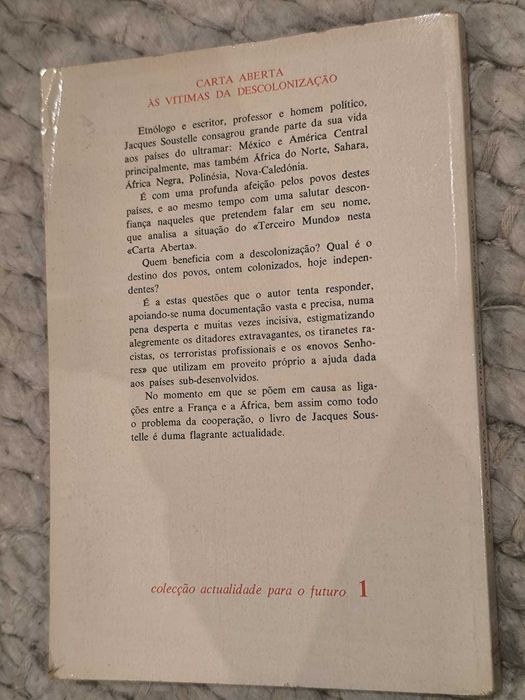 CARTA ABERTA
ÀS VITIMAS DA DESCOLONIZAÇÃO
Etnólogo e escritor, professor e homem político,
Jacques Soustelle consagrou grande parte da sua vida
aos países do ultramar: México e América Central
principalmente, mas também África do Norte, Sahara,
África Negra, Polinésia, Nova-Caledónia.
É com uma profunda afeição pelos povos destes
países, e ao mesmo tempo com uma salutar descon-
fiança naqueles que pretendem falar em seu nome,
que analisa a situação do «Terceiro Mundo» nesta
«Carta Aberta».
Quem beneficia com a descolonização? Qual é o
destino dos povos, ontem colonizados, hoje indepen-
dentes?
É a estas questões que o autor tenta responder,
apoiando-se numa documentação vasta e precisa, numa
pena desperta e muitas vezes incisiva, estigmatizando
alegremente os ditadores extravagantes, os tiranetes ra-
cistas, os terroristas profissionais e os «novos Senho-
res» que utilizam em proveito próprio a ajuda dada
aos países sub-desenvolvidos.
No momento em que se põem em causa as liga-
ções entre a França e a África, bem assim como todo
o problema da cooperação, o livro de Jacques Sous-
telle é duma flagrante actualidade.
colecção actualidade para o futuro 1